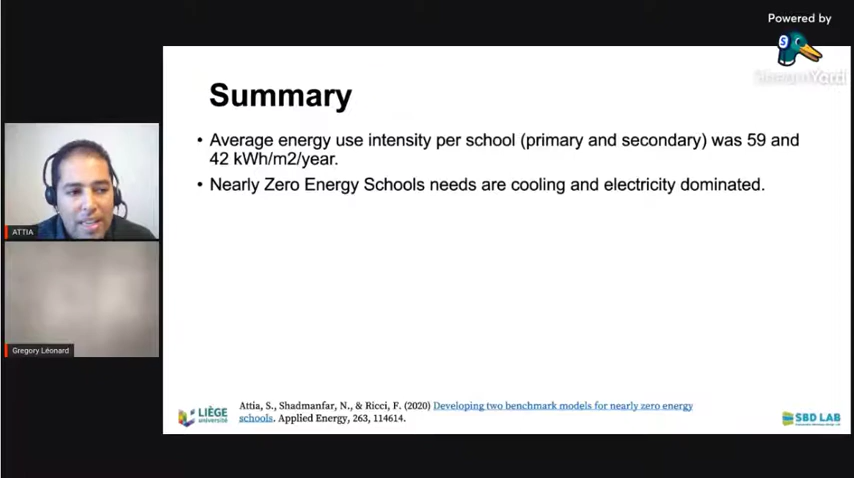 Powered by
StreamYard
Summary
• Average energy use intensity per school (primary and secondary) was 59 and
42 kWh/m2/year.
• Nearly Zero Energy Schools needs are cooling and electricity dominated.
ATTIA
Gregory Léonard
LIÈGE
université
Attia, S., Shadmanfar, N., & Ricci, F. (2020) Developing two benchmark models for nearly zero energy
schools. Applied Energy, 263, 114614.
SBD LAB